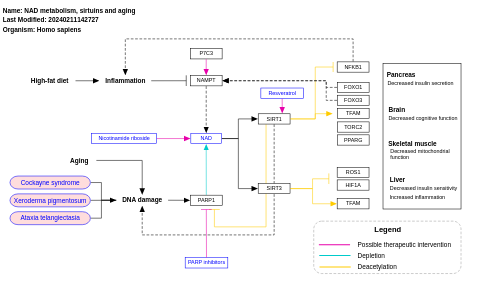 Name: NAD metabolism, sirtuins and aging
Last Modified: 20240211142727
Organism: Homo sapiens
P7C3
NFKB1
Pancreas
Decreased insulin secretion
High-fat diet
Inflammation
NAMPT
FOXO1
Resveratrol
FOXO3
Brain
Decreased cognitive function
SIRT1
TFAM
TORC2
Nicotinamide riboside
NAD
PPARG
Skeletal muscle
Decreased mitochondrial
function
Aging
ROS1
Cockayne syndrome
HIF1A
Liver
Decreased insulin sensitivity
Increased inflammation
SIRT3
Xeroderma pigmentosum
DNA damage
PARP1
TFAM
Ataxia telangiectasia
Legend
Possible therapeutic intervention
Depletion
Deacetylation
PARP inhibitors